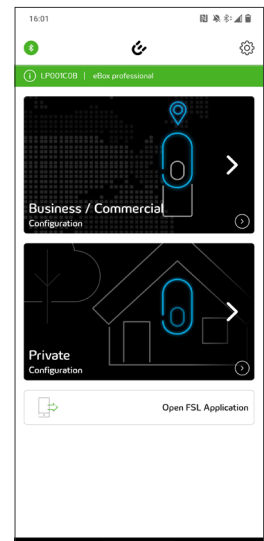 16:01
LP001C0B | eBox professional
Business / Commercial
Configuration
Private
Configuration
Open FSL Application